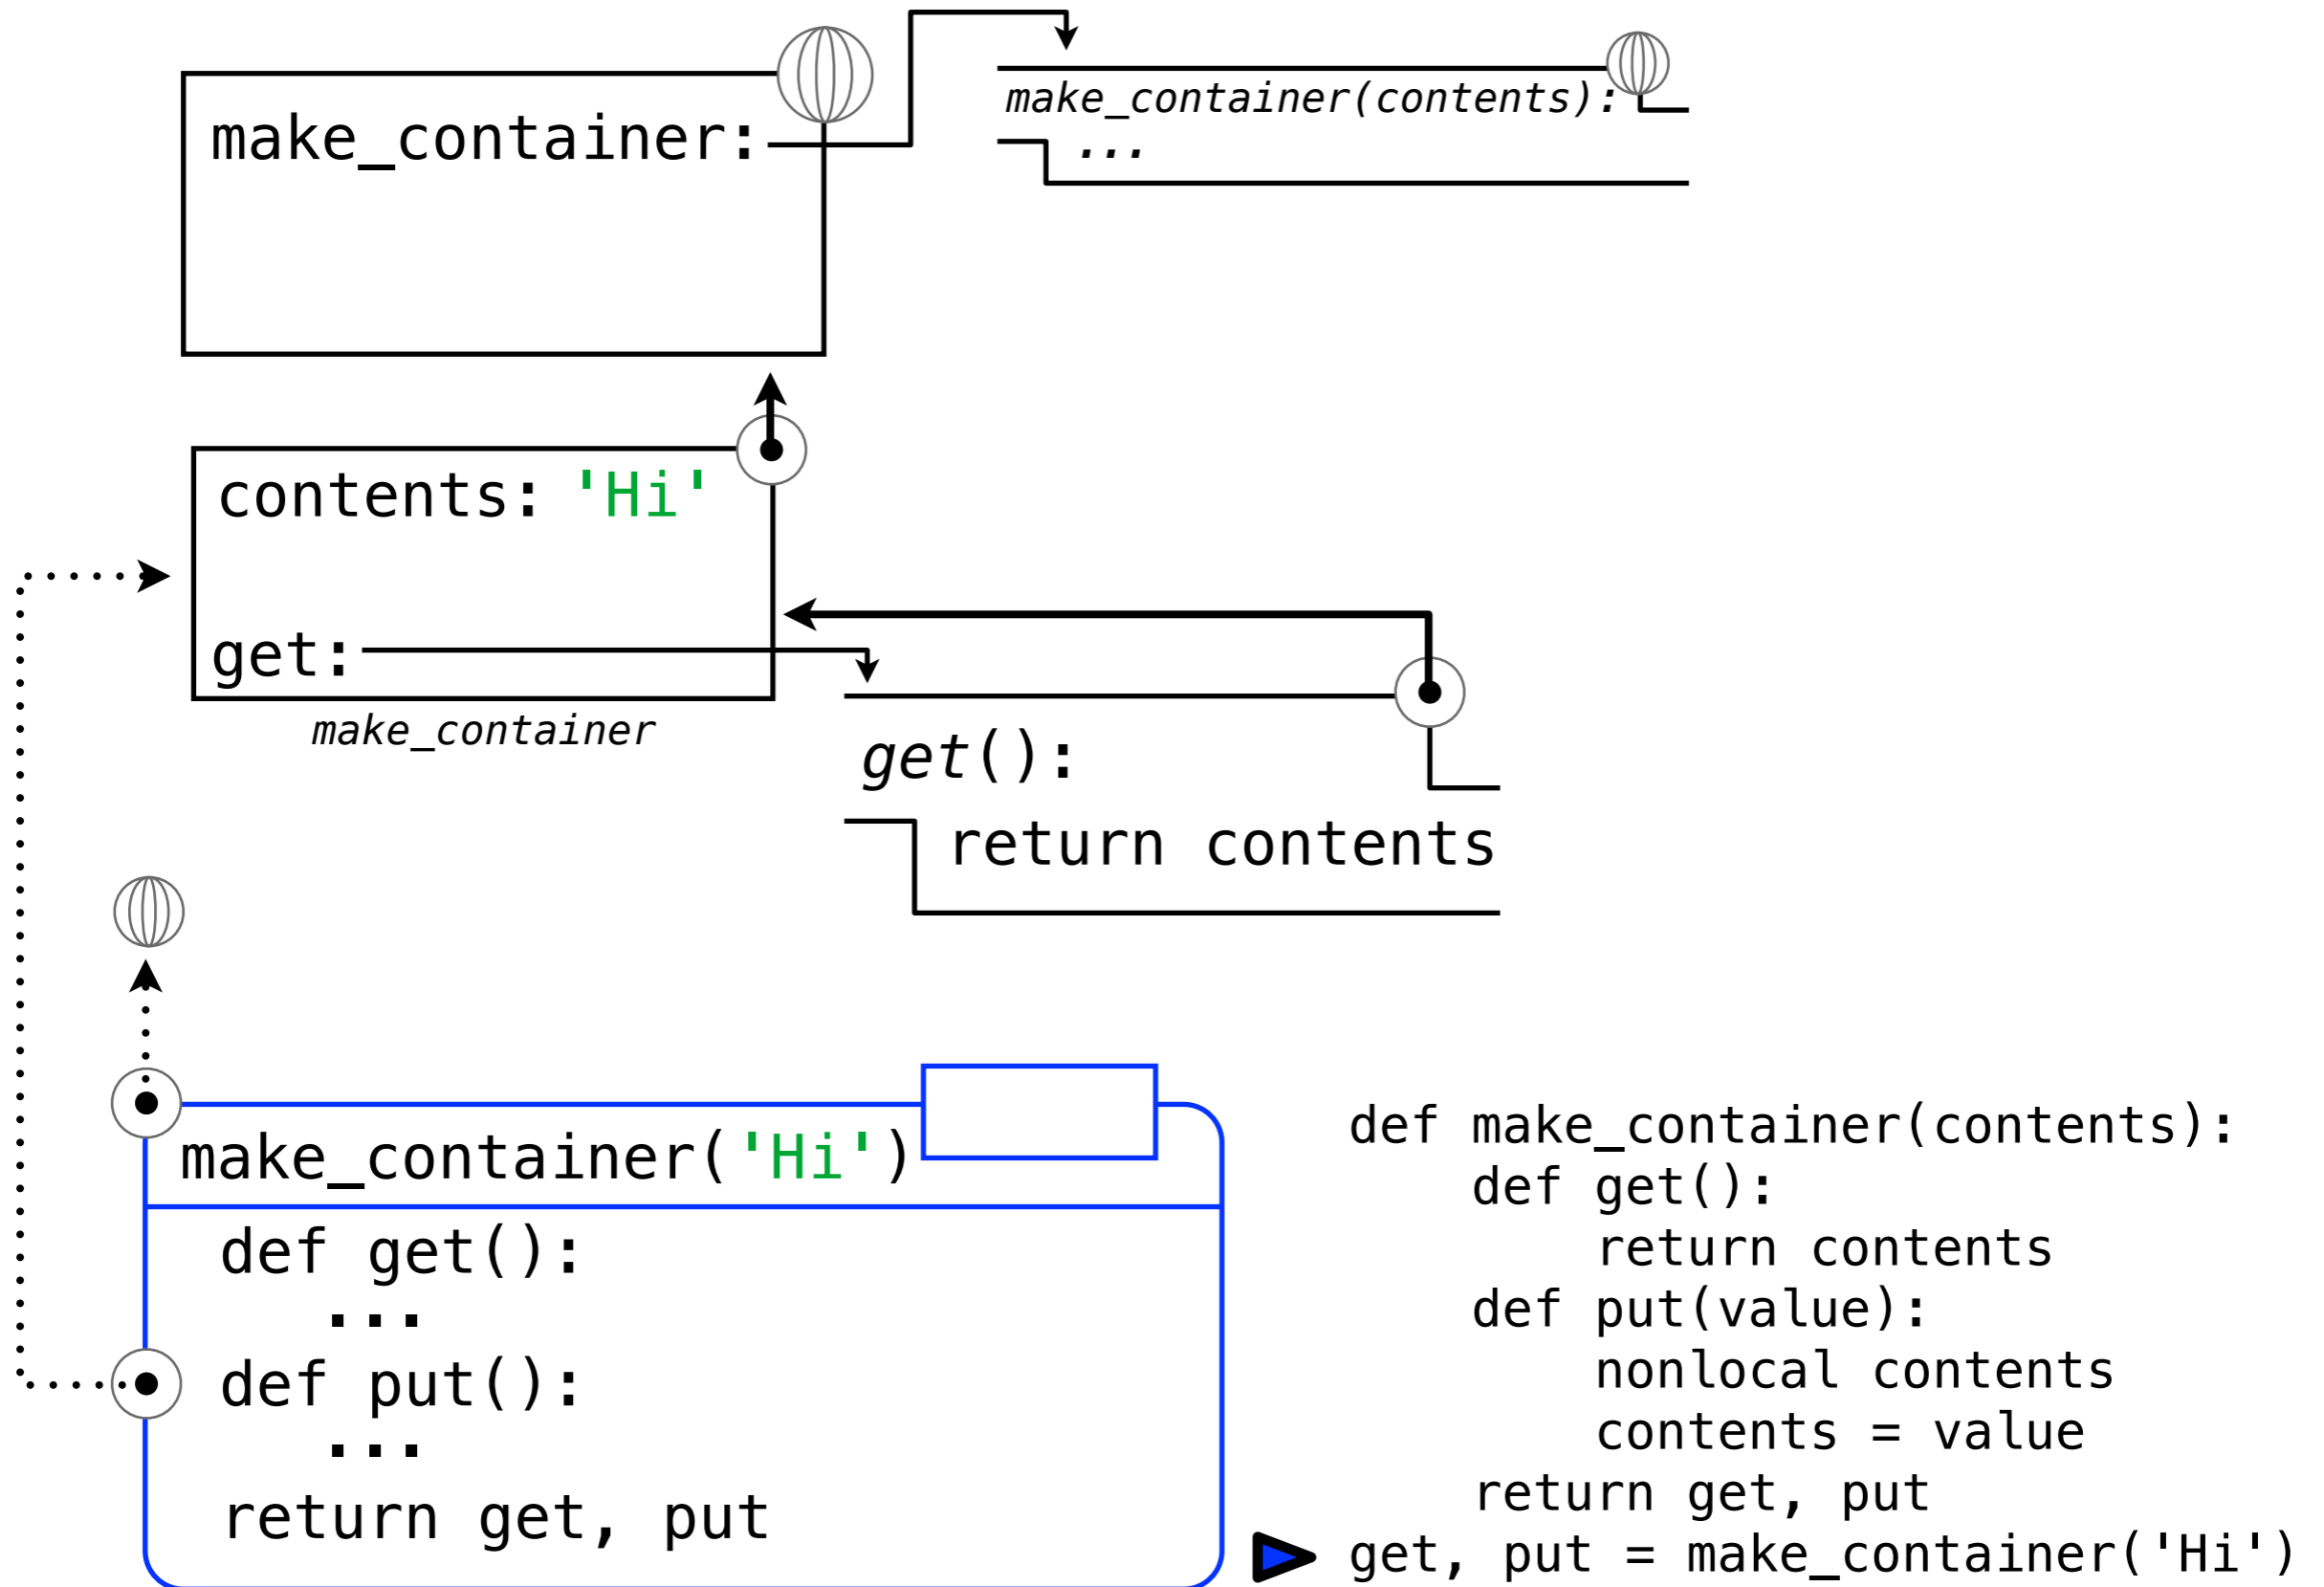 make_container:
make_container(contents):
...
contents: 'Hi'
get:
make_container
get():
return contents
make_container('Hi')
def get():
...
def put():
...
return get, put
def make_container(contents):
    def get():
        return contents
    def put(value):
        nonlocal contents
        contents = value
    return get, put
get, put = make_container('Hi')